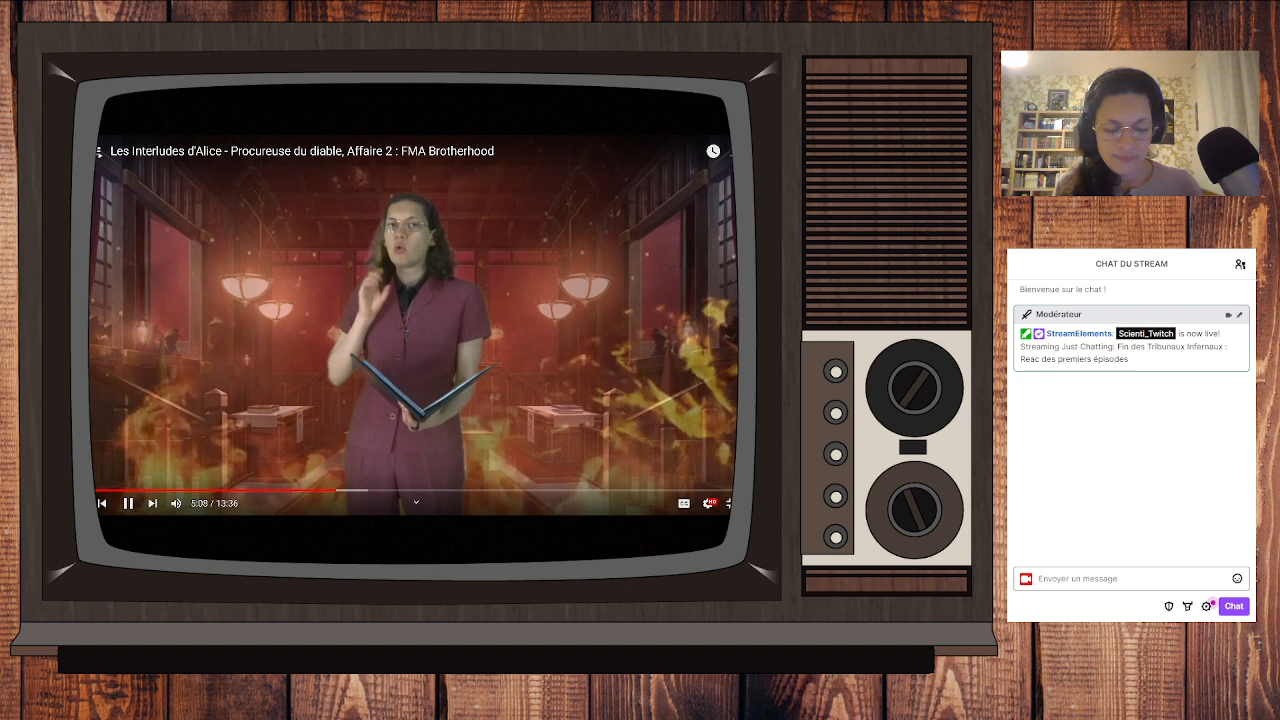 Les Interludes d'Alice - Procureuse du diable, Affaire 2 : FMA Brotherhood
5:08 / 13:36
HD
CHAT DU STREAM
Bienvenue sur le chat !
Modérateur
StreamElements: Scienti_Twitch is now live!
Streaming Just Chatting: Fin des Tribunaux Infernaux :
Reac des premiers épisodes
Envoyer un message
Chat